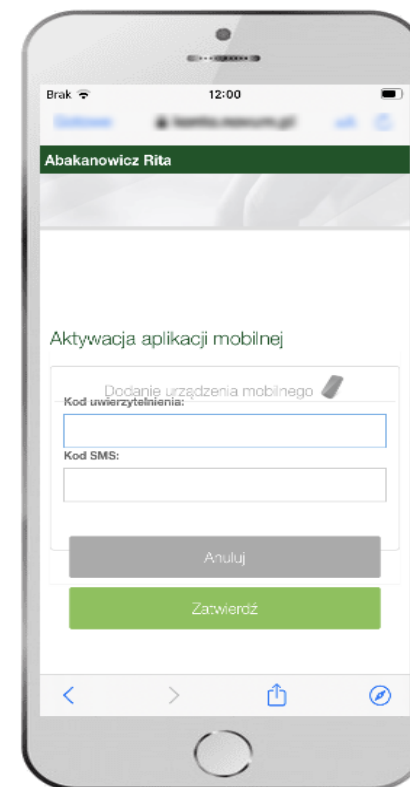 Brak 12:00
Abakanowicz Rita
Aktywacja aplikacji mobilnej
Dodanie urządzenia mobilnego
Kod uwierzytelnienia:
Kod SMS:
Anuluj
Zatwierdź